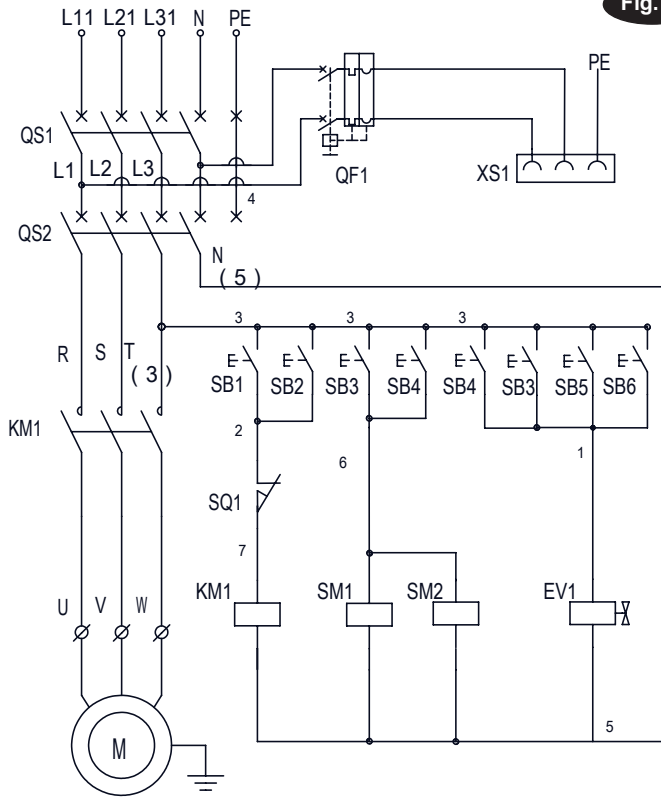 Fig.
L11 L21 L31 N PE
PE
QS1
L1 L2 L3
QF1
XS1
4
QS2
N
(5)
3 3 3
R S T
(3)
SB1 SB2 SB3 SB4 SB4 SB3 SB5 SB6
KM1
2
6
1
SQ1
7
KM1 SM1 SM2 EV1
U V W
5
M